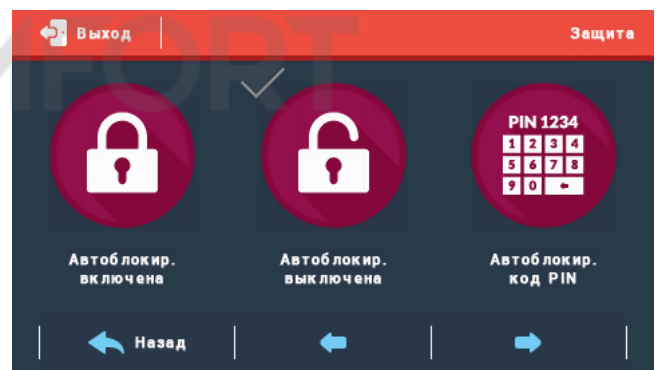 Выход
Защита
PIN 1234
1 2 3 4
5 6 7 8
9 0
Автоблокир.
включена
Автоблокир.
выключена
Автоблокир.
код PIN
Назад